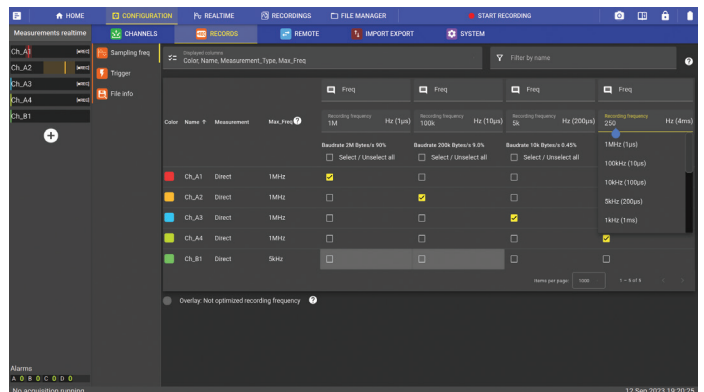 HOME CONFIGURATION REALTIME RECORDINGS FILE MANAGER START RECORDING
Measurements realtime CHANNELS RECORDS REMOTE IMPORT EXPORT SYSTEM
Ch_A1
Ch_A2
Ch_A3
Ch_A4
Ch_B1
Sampling freq
Trigger
File info
Displayed columns
Color, Name, Measurement_Type, Max_Freq
Filter by name
Freq Freq Freq Freq
Recording frequency Recording frequency Recording frequency Recording frequency
Color Name ↑ Measurement Max_Freq 1M Hz (1µs) 100k Hz (10µs) 5k Hz (200µs) 250 Hz (4ms)
Baudrate 2M Bytes/s 90% Baudrate 200k Bytes/s 9.0% Baudrate 10k Bytes/s 0.45%
Select / Unselect all Select / Unselect all Select / Unselect all
1MHz (1µs)
100kHz (10µs)
10kHz (100µs)
5kHz (200µs)
1kHz (1ms)
Ch_A1 Direct 1MHz
Ch_A2 Direct 1MHz
Ch_A3 Direct 1MHz
Ch_A4 Direct 1MHz
Ch_B1 Direct 5kHz
Items per page: 1000 1 – 5 of 5
Overlay: Not optimized recording frequency ?
Alarms
A 0 B 0 C 0 D 0
No acquisition running 12 Sep 2023 19:20:25